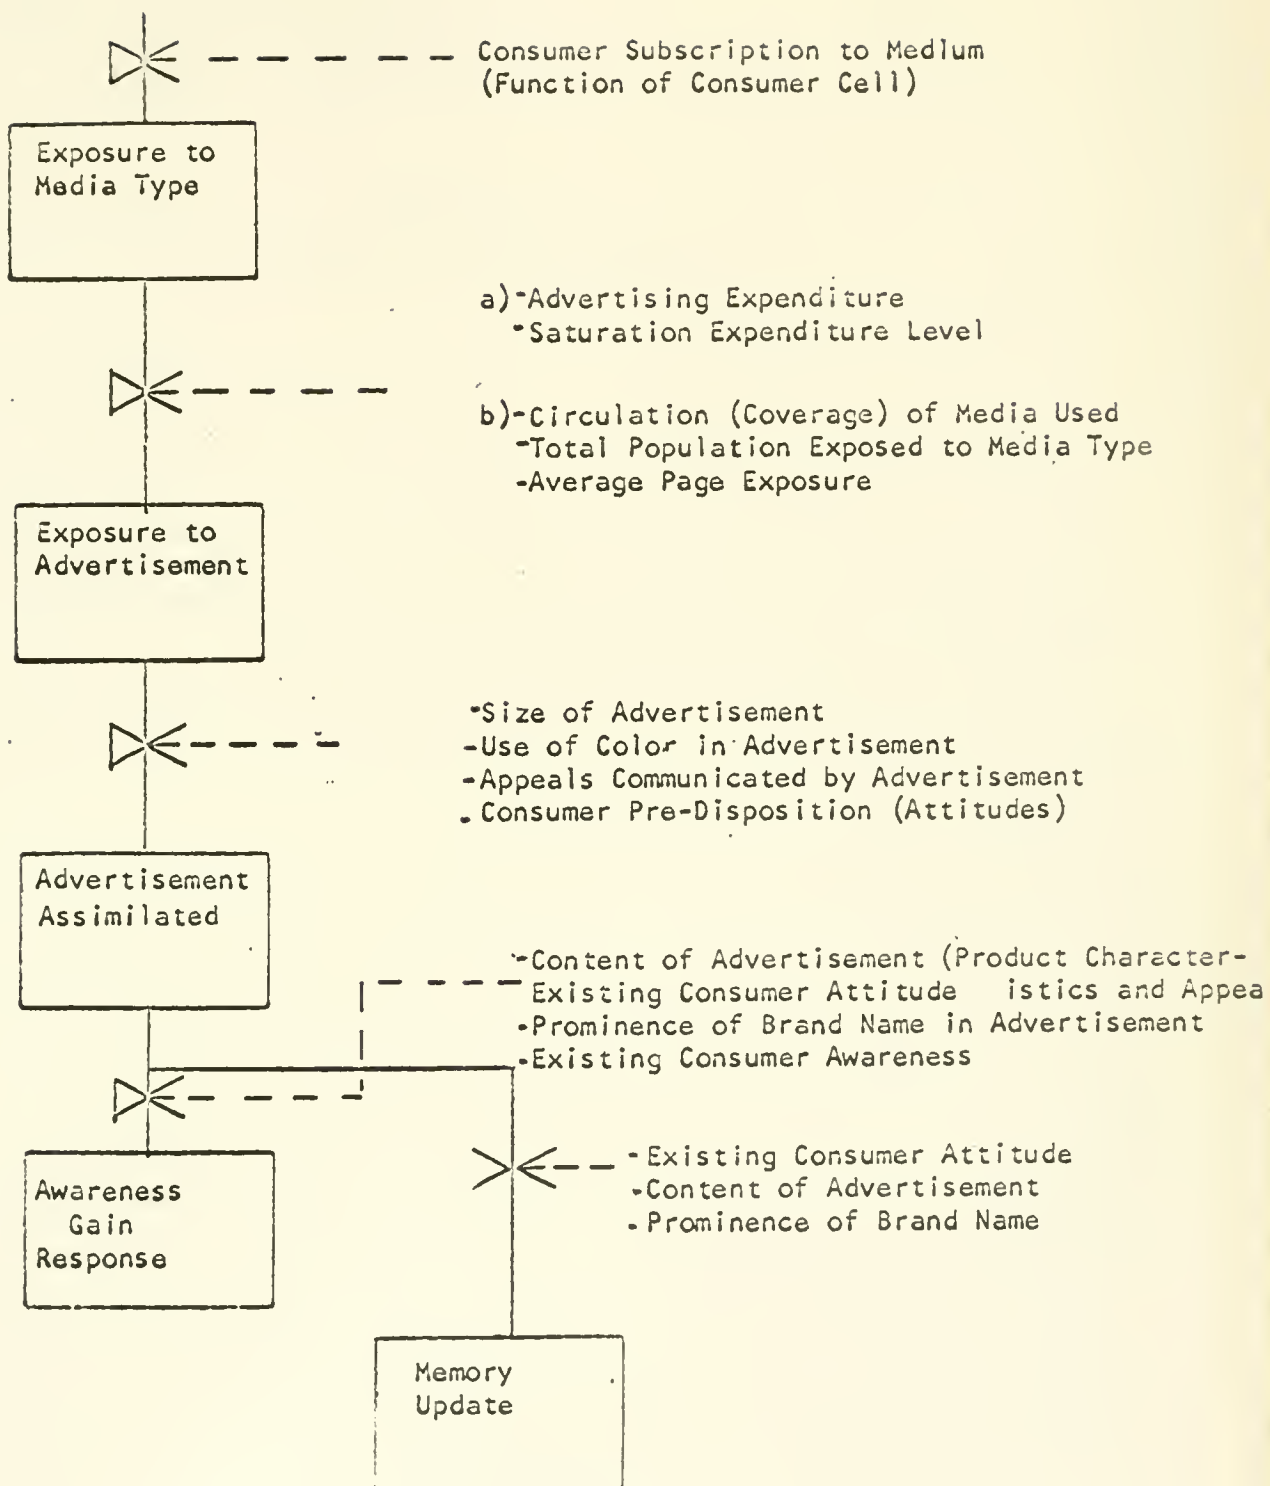 Consumer Subscription to Medium
(Function of Consumer Cell)
Exposure to
Media Type
a)-Advertising Expenditure
-Saturation Expenditure Level
b)-Circulation (Coverage) of Media Used
-Total Population Exposed to Media Type
-Average Page Exposure
Exposure to
Advertisement
-Size of Advertisement
-Use of Color in Advertisement
-Appeals Communicated by Advertisement
-Consumer Pre-Disposition (Attitudes)
Advertisement
Assimilated
-Content of Advertisement (Product Character-
Existing Consumer Attitude istics and Appea
-Prominence of Brand Name in Advertisement
-Existing Consumer Awareness
-Existing Consumer Attitude
-Content of Advertisement
-Prominence of Brand Name
Awareness
Gain
Response
Memory
Update